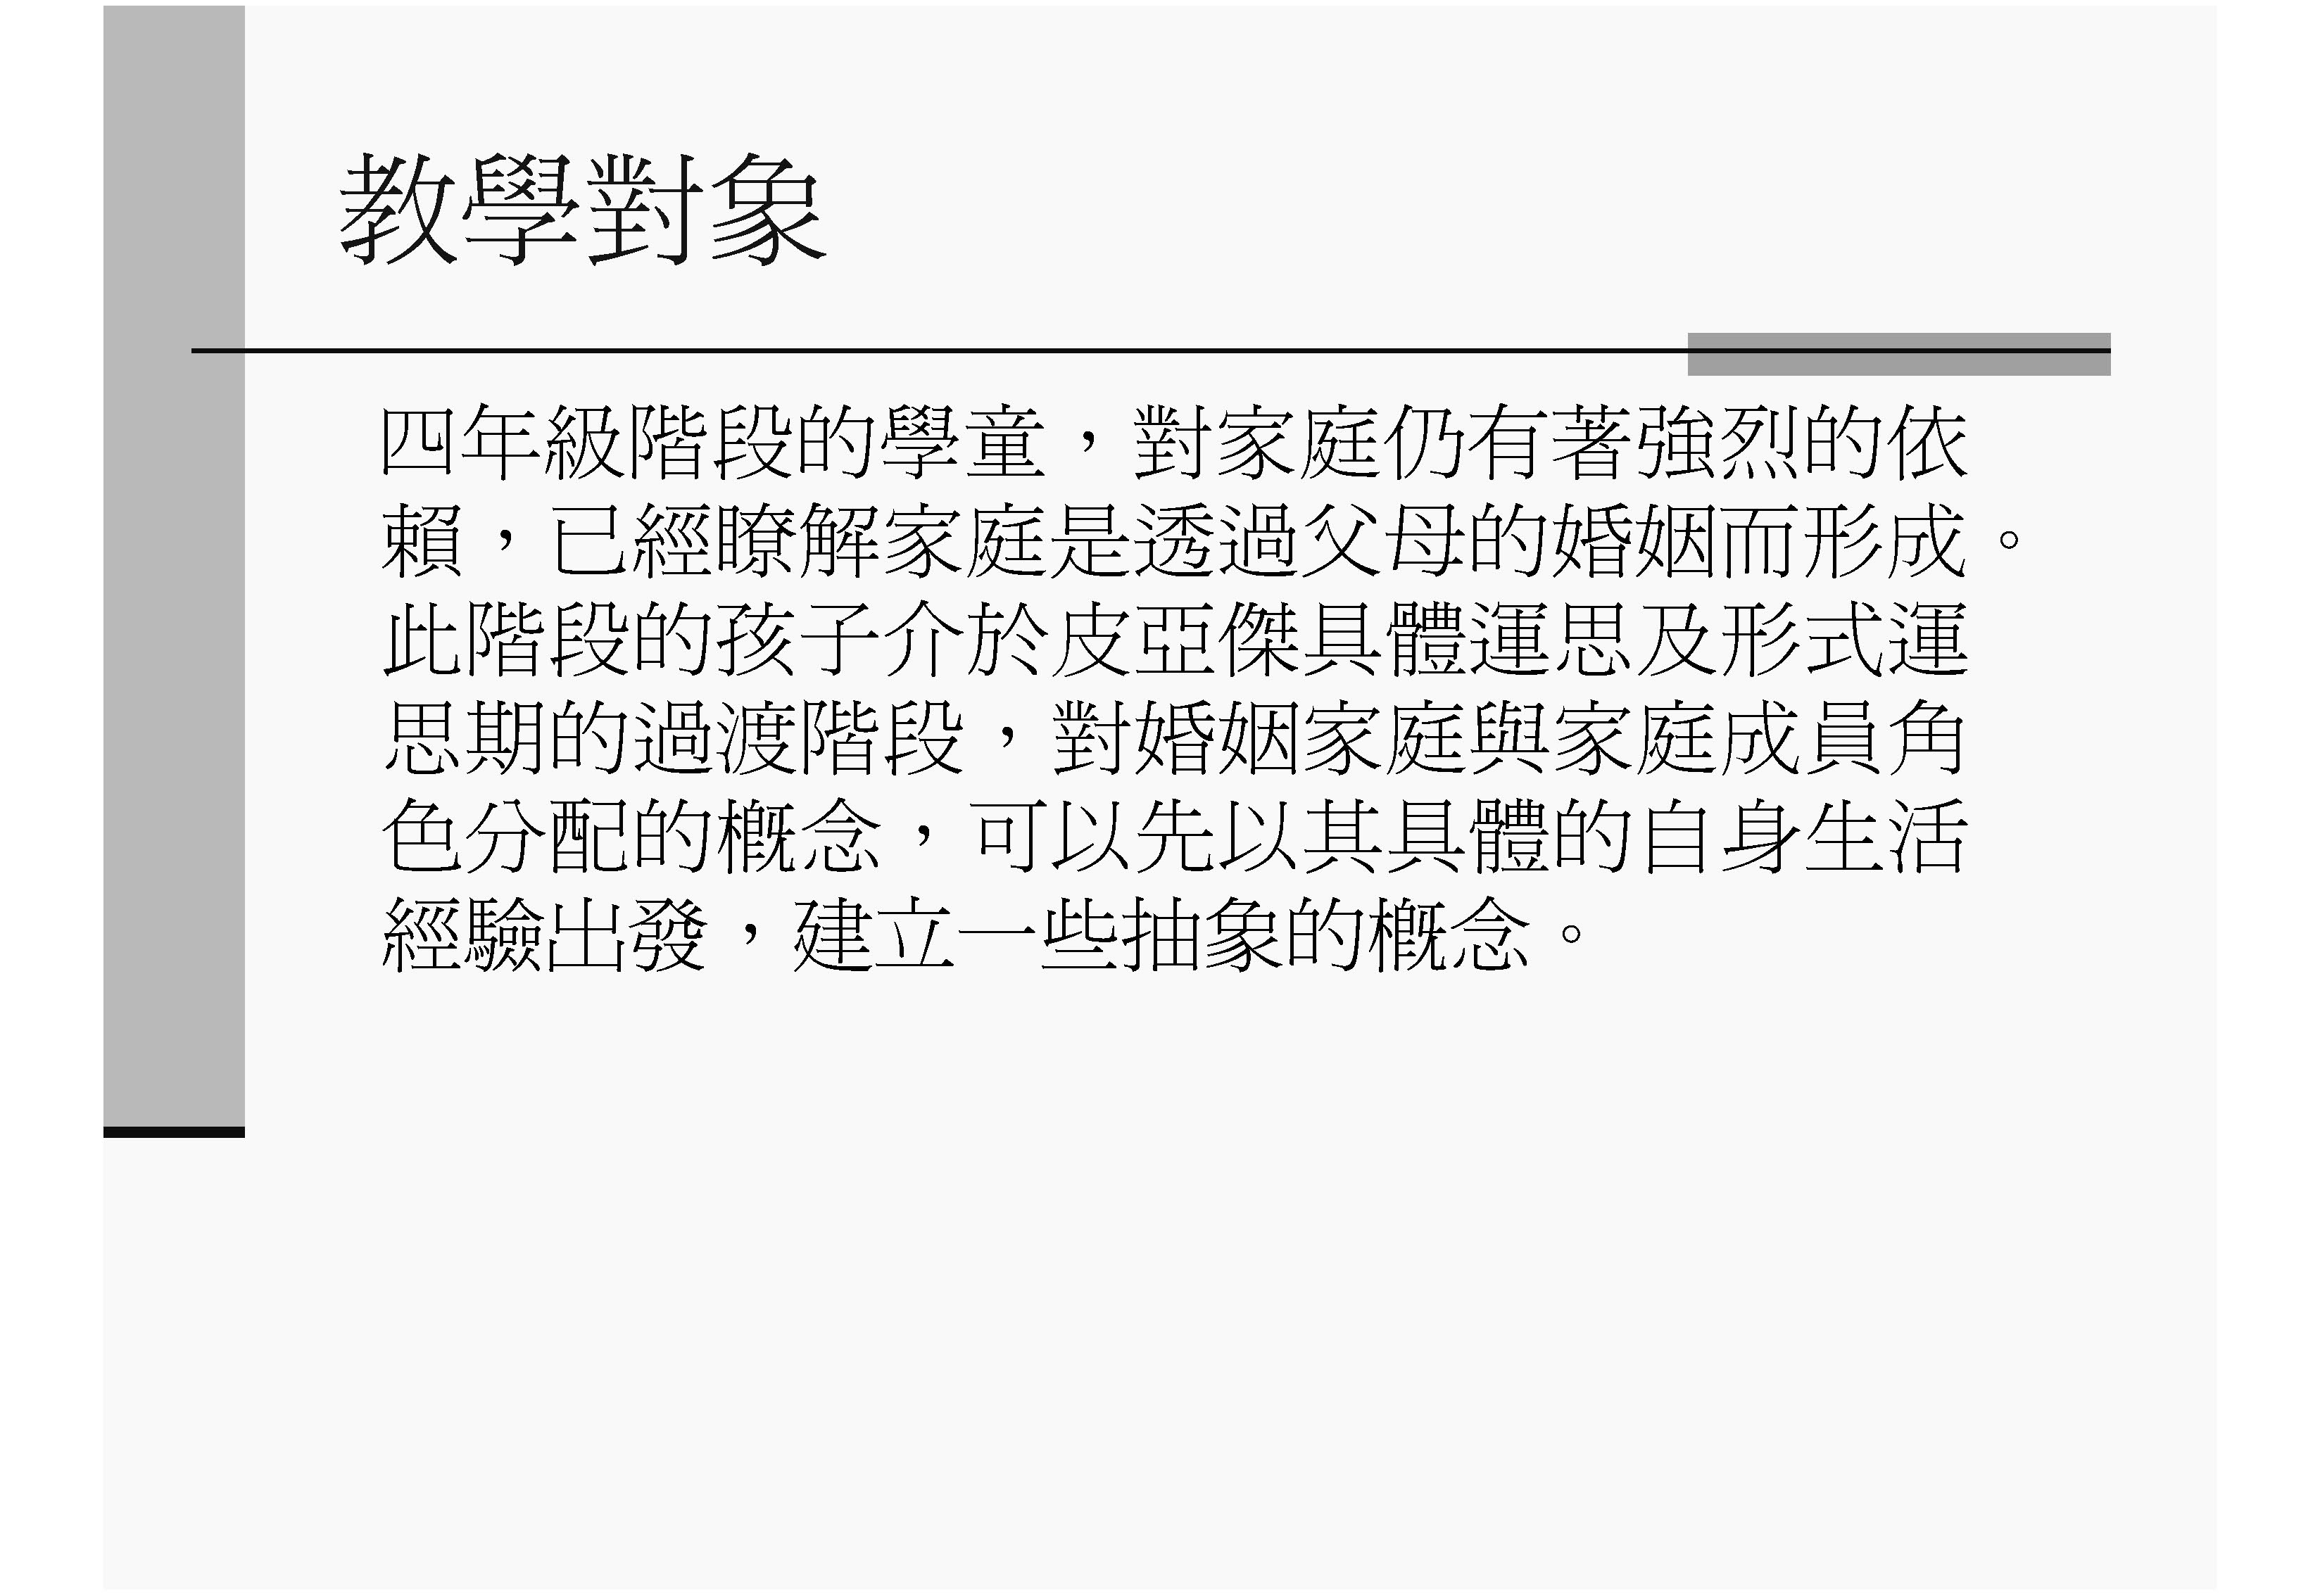 教學對象
四年級階段的學童，對家庭仍有著強烈的依
賴，已經瞭解家庭是透過父母的婚姻而形成。
此階段的孩子介於皮亞傑具體運思及形式運
思期的過渡階段，對婚姻家庭與家庭成員角
色分配的概念，可以先以其具體的自身生活
經驗出發，建立一些抽象的概念。